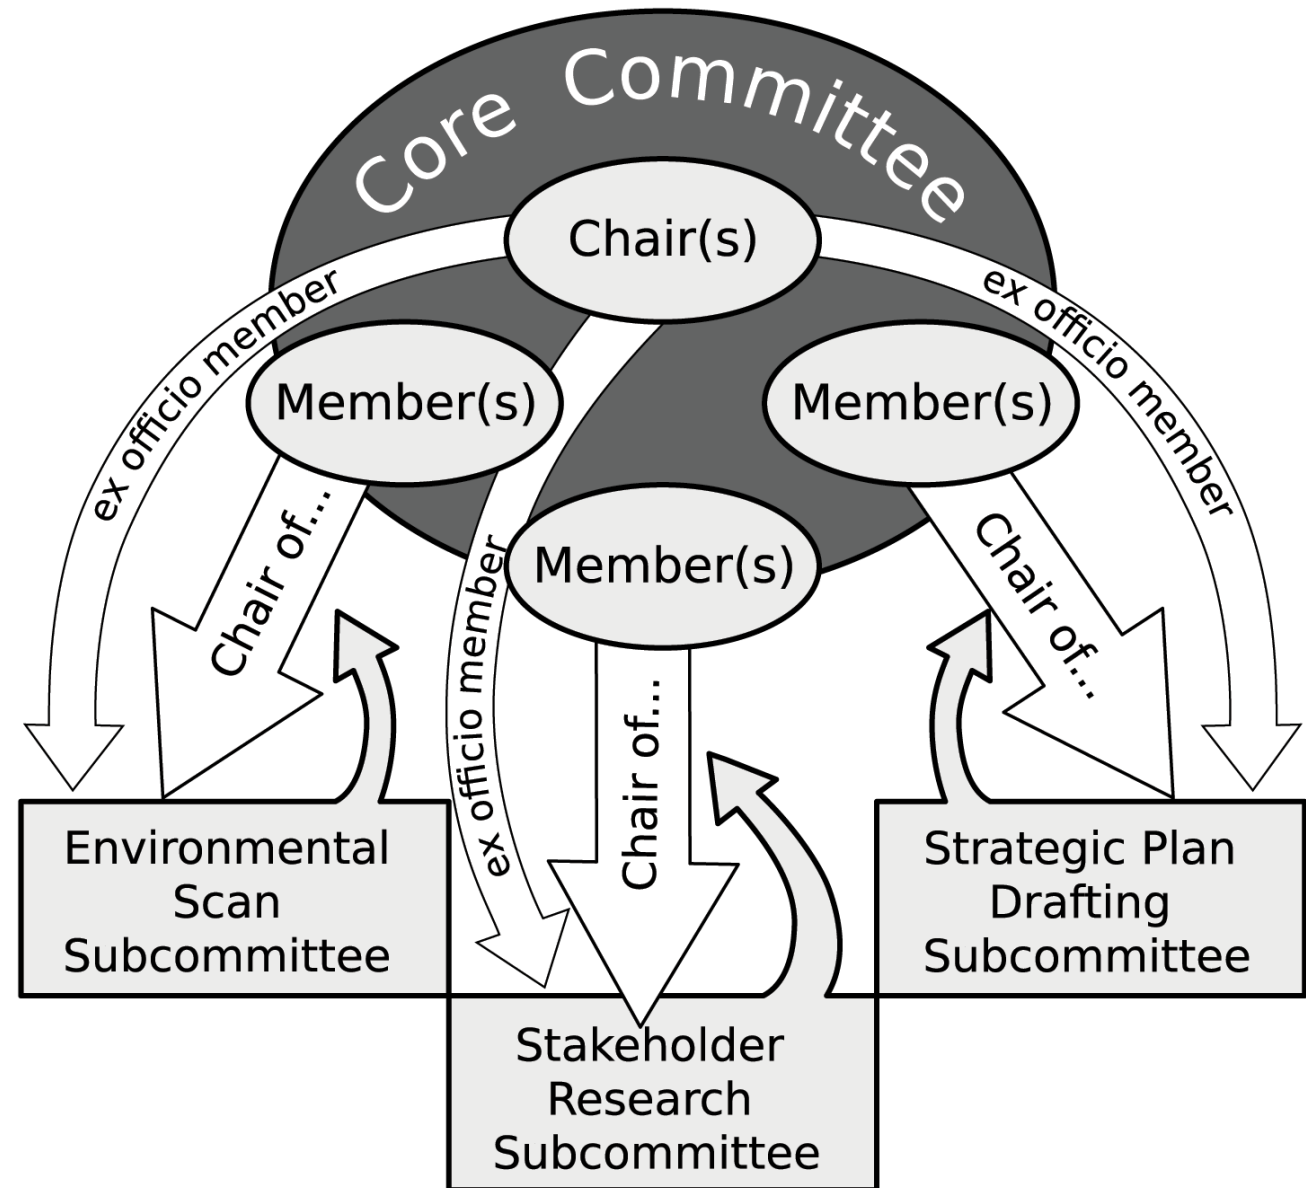 Core Committee
Chair(s)
ex officio member
ex officio member
Member(s)
Member(s)
Chair of...
Member(s)
Chair of...
ex officio member
Chair of...
Environmental
Scan
Subcommittee
Strategic Plan
Drafting
Subcommittee
Stakeholder
Research
Subcommittee